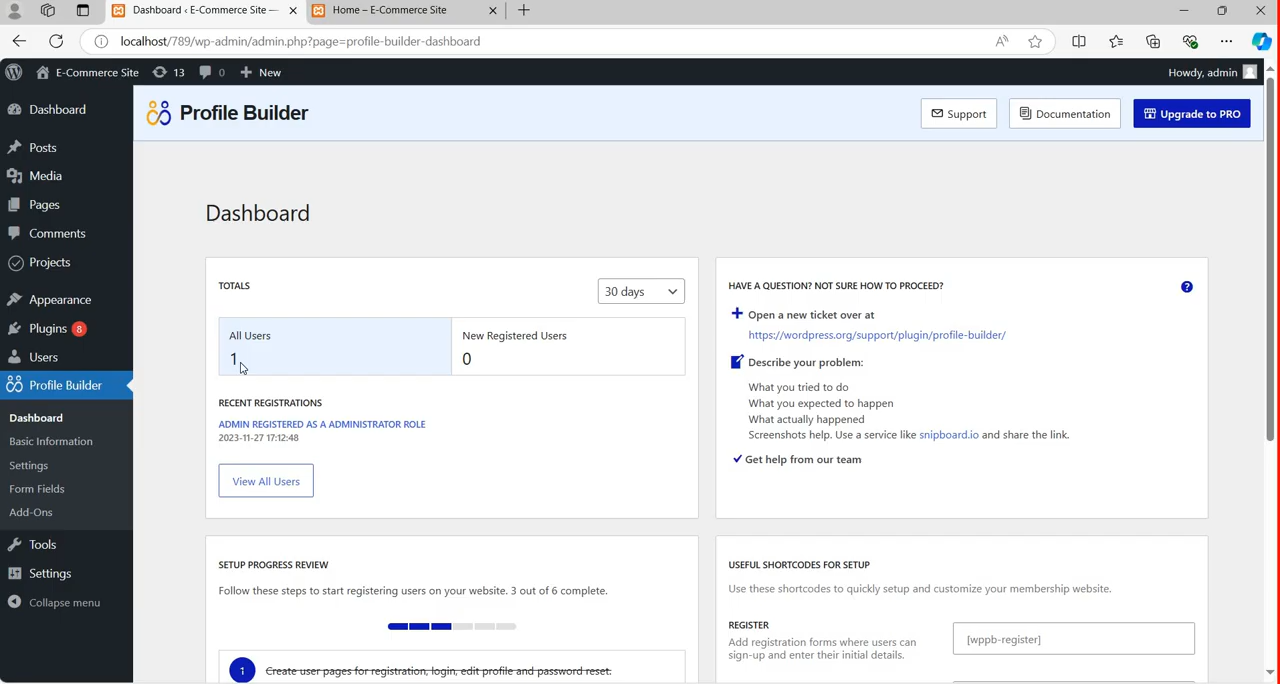 Dashboard < E-Commerce Site —
Home – E-Commerce Site
localhost/789/wp-admin/admin.php?page=profile-builder-dashboard
E-Commerce Site
13
0
New
Howdy, admin
Dashboard
Posts
Media
Pages
Comments
Projects
Appearance
Plugins 8
Users
Profile Builder
Dashboard
Basic Information
Settings
Form Fields
Add-Ons
Tools
Settings
Collapse menu
Profile Builder
Support
Documentation
Upgrade to PRO
Dashboard
TOTALS
30 days
All Users
1
New Registered Users
0
RECENT REGISTRATIONS
ADMIN REGISTERED AS A ADMINISTRATOR ROLE
2023-11-27 17:12:48
View All Users
HAVE A QUESTION? NOT SURE HOW TO PROCEED?
?
Open a new ticket over at
https://wordpress.org/support/plugin/profile-builder/
Describe your problem:
What you tried to do
What you expected to happen
What actually happened
Screenshots help. Use a service like snipboard.io and share the link.
Get help from our team
SETUP PROGRESS REVIEW
Follow these steps to start registering users on your website. 3 out of 6 complete.
1 Create user pages for registration, login, edit profile and password reset.
USEFUL SHORTCODES FOR SETUP
Use these shortcodes to quickly setup and customize your membership website.
REGISTER
Add registration forms where users can
sign-up and enter their initial details.
[wppb-register]